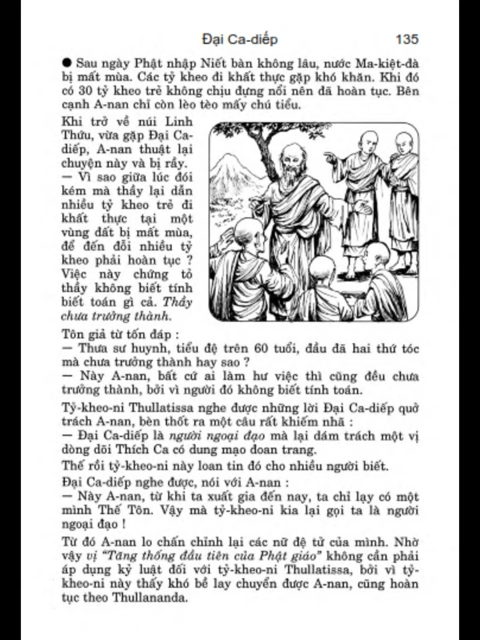 Đại Ca-diếp 135
● Sau ngày Phật nhập Niết bàn không lâu, nước Ma-kiệt-đà
bị mất mùa. Các tỷ kheo đi khất thực gặp khó khăn. Khi đó
có 30 tỷ kheo trẻ không chịu đựng nổi nên đã hoàn tục. Bên
cạnh A-nan chỉ còn lèo tèo mấy chú tiểu.
Khi trở về núi Linh
Thứu, vừa gặp Đại Ca-
diếp, A-nan thuật lại
chuyện này và bị rầy.
— Vì sao giữa lúc đói
kém mà thầy lại dẫn
nhiều tỷ kheo trẻ đi
khất thực tại một
vùng đất bị mất mùa,
để đến đỗi nhiều tỷ
kheo phải hoàn tục ?
Việc này chứng tỏ
thầy không biết tính
biết toán gì cả. Thầy
chưa trưởng thành.
Tôn giả từ tốn đáp :
— Thưa sư huynh, tiểu đệ trên 60 tuổi, đầu đã hai thứ tóc
mà chưa trưởng thành hay sao ?
— Này A-nan, bất cứ ai làm hư việc thì cũng đều chưa
trưởng thành, bởi vì người đó không biết tính toán.
Tỷ-kheo-ni Thullatissa nghe được những lời Đại Ca-diếp quở
trách A-nan, bèn thốt ra một câu rất khiếm nhã :
— Đại Ca-diếp là người ngoại đạo mà lại dám trách một vị
dòng dõi Thích Ca có dung mạo đoan trang.
Thế rồi tỷ-kheo-ni này loan tin đó cho nhiều người biết.
Đại Ca-diếp nghe được, nói với A-nan :
— Này A-nan, từ khi ta xuất gia đến nay, ta chỉ lạy có một
mình Thế Tôn. Vậy mà tỷ-kheo-ni kia lại gọi ta là người
ngoại đạo !
Từ đó A-nan lo chấn chỉnh lại các nữ đệ tử của mình. Nhờ
vậy vị “Tăng thống đầu tiên của Phật giáo” không cần phải
áp dụng kỷ luật đối với tỷ-kheo-ni Thullatissa, bởi vì tỷ-
kheo-ni này thấy khó bề lay chuyển được A-nan, cũng hoàn
tục theo Thullananda.